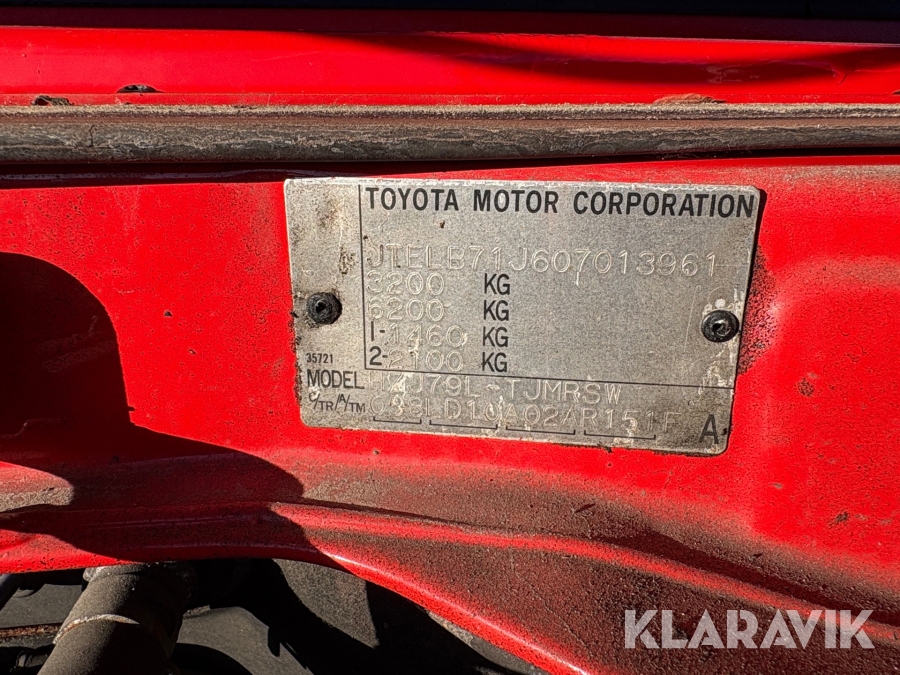 TOYOTA MOTOR CORPORATION
JTELB71J607013961
3200 KG
6200 KG
1-1460 KG
2-2100 KG
35721
MODEL HZJ79L-TJMRSW
C/TR/A/TM LD10A02AR151F A
KLARAVIK